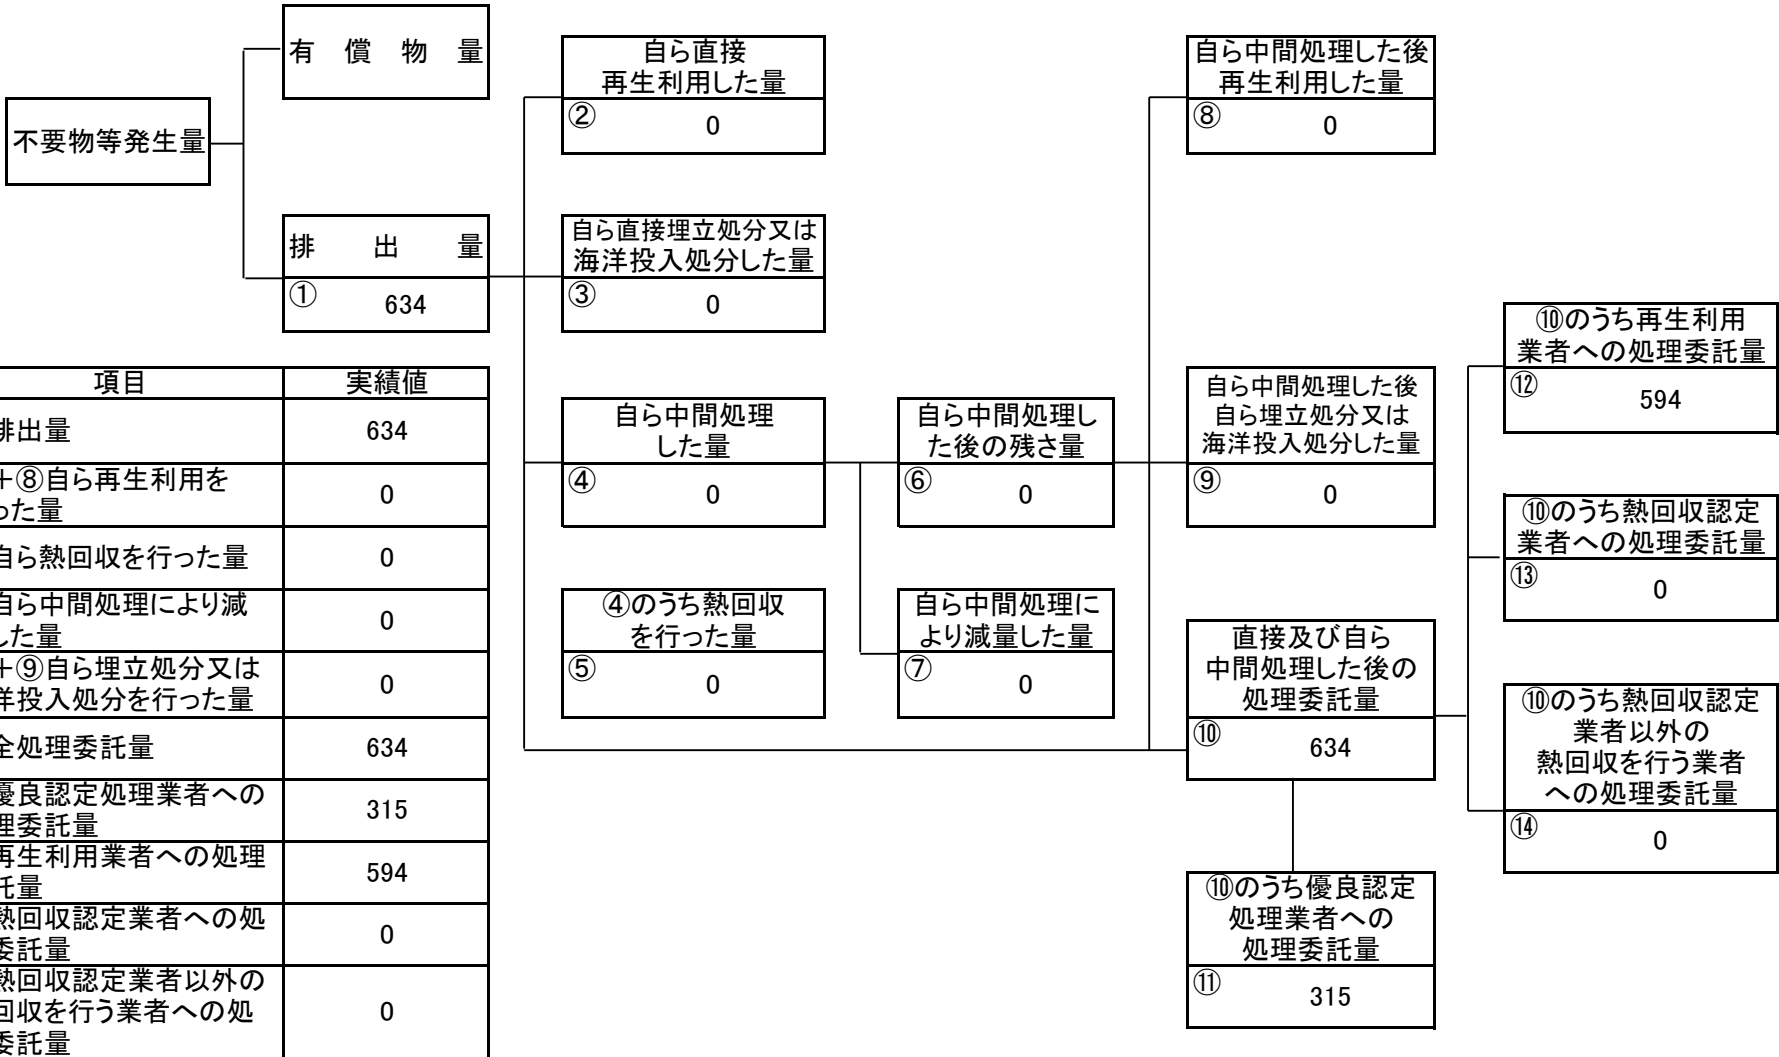 有償物量
不要物等発生量
排出量
①
634
自ら直接
再生利用した量
②
0
自ら直接埋立処分又は
海洋投入処分した量
③
0
自ら中間処理
した量
④
0
④のうち熱回収
を行った量
⑤
0
自ら中間処理し
た後の残さ量
⑥
0
自ら中間処理に
より減量した量
⑦
0
自ら中間処理した後
再生利用した量
⑧
0
自ら中間処理した後
自ら埋立処分又は
海洋投入処分した量
⑨
0
直接及び自ら
中間処理した後の
処理委託量
⑩
634
⑩のうち優良認定
処理業者への
処理委託量
⑪
315
⑩のうち再生利用
業者への処理委託量
⑫
594
⑩のうち熱回収認定
業者への処理委託量
⑬
0
⑩のうち熱回収認定
業者以外の
熱回収を行う業者
への処理委託量
⑭
0
項目 実績値
排出量 634
+⑧自ら再生利用を
った量
0
自ら熱回収を行った量 0
自ら中間処理により減
した量
0
+⑨自ら埋立処分又は
洋投入処分を行った量
0
全処理委託量 634
優良認定処理業者への
理委託量
315
再生利用業者への処理
託量
594
熱回収認定業者への処
委託量
0
熱回収認定業者以外の
回収を行う業者への処
委託量
0